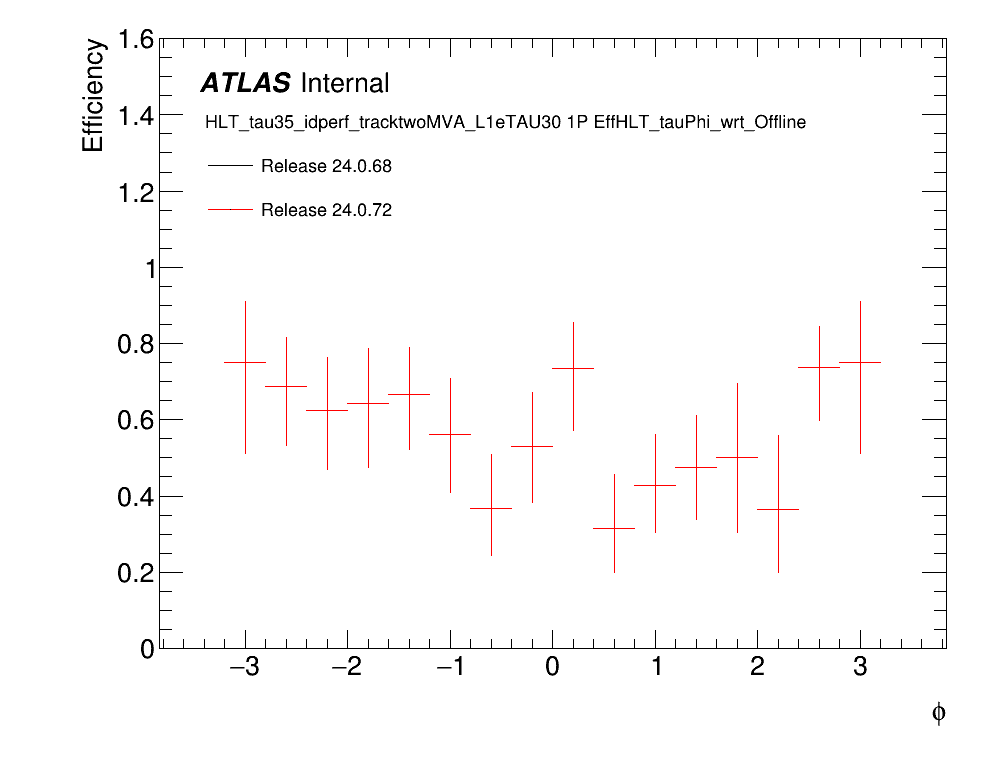 Efficiency
1.6
1.4
1.2
1
0.8
0.6
0.4
0.2
0
ATLAS Internal
HLT_tau35_idperf_tracktwoMVA_L1eTAU30 1P EffHLT_tauPhi_wrt_Offline
Release 24.0.68
Release 24.0.72
−3 −2 −1 0 1 2 3
ϕ